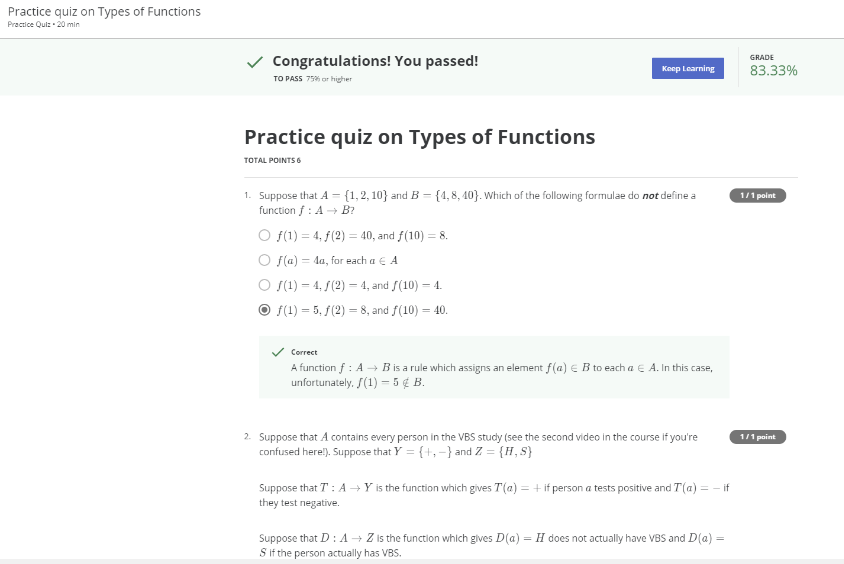 Practice quiz on Types of Functions
Practice Quiz • 20 min
Congratulations! You passed!
TO PASS 75% or higher
Keep Learning
GRADE
83.33%
Practice quiz on Types of Functions
TOTAL POINTS 6
1. Suppose that A = {1, 2, 10} and B = {4, 8, 40}. Which of the following formulae do not define a
function f : A → B?
1 / 1 point
f(1) = 4, f(2) = 40, and f(10) = 8.
f(a) = 4a, for each a ∈ A
f(1) = 4, f(2) = 4, and f(10) = 4.
f(1) = 5, f(2) = 8, and f(10) = 40.
Correct
A function f : A → B is a rule which assigns an element f(a) ∈ B to each a ∈ A. In this case,
unfortunately, f(1) = 5 ∉ B.
2. Suppose that A contains every person in the VBS study (see the second video in the course if you're
confused here!). Suppose that Y = {+, −} and Z = {H, S}
1 / 1 point
Suppose that T : A → Y is the function which gives T(a) = + if person a tests positive and T(a) = − if
they test negative.
Suppose that D : A → Z is the function which gives D(a) = H does not actually have VBS and D(a) =
S if the person actually has VBS.